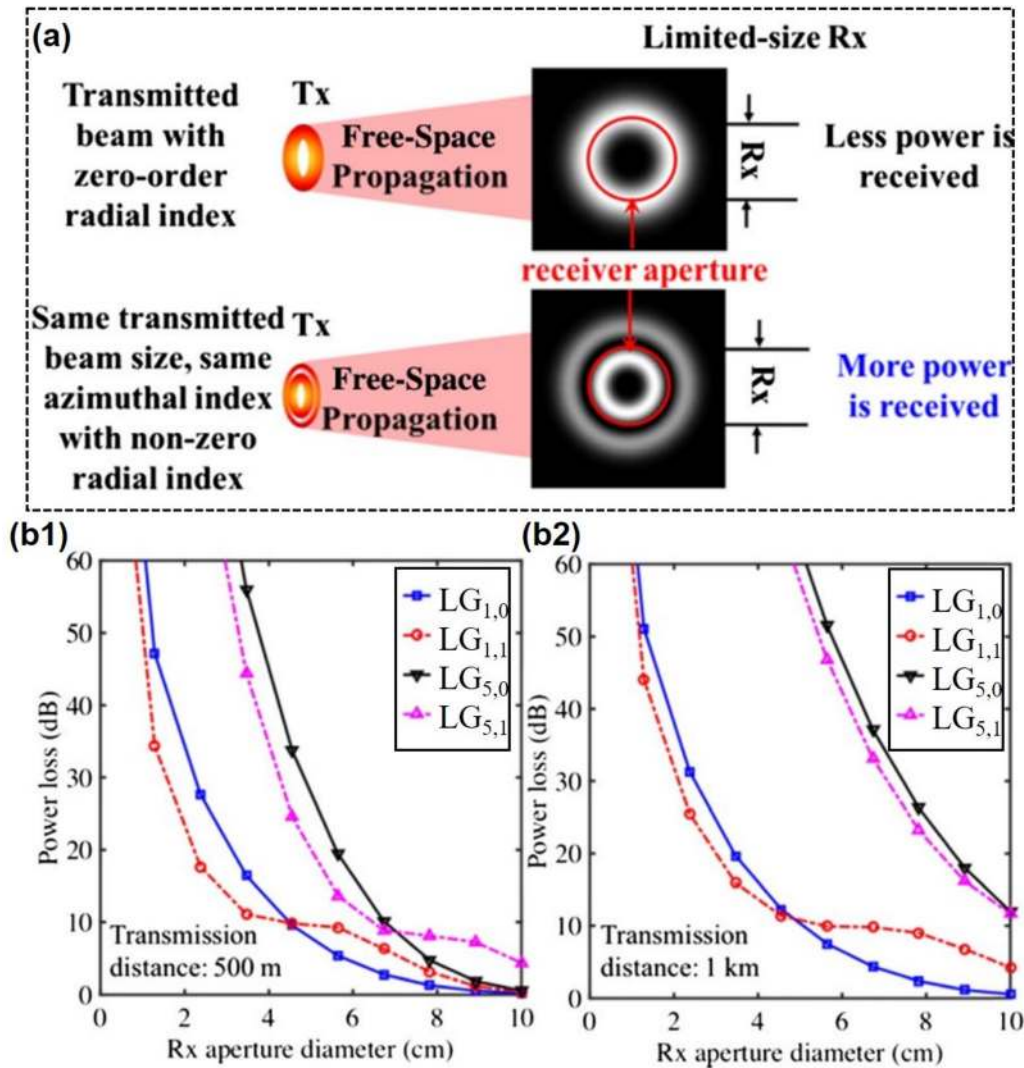 (a)
Limited-size Rx
Transmitted
beam with
zero-order
radial index
Tx
Free-Space
Propagation
Rx
Less power is
received
receiver aperture
Same transmitted
beam size, same
azimuthal index
with non-zero
radial index
Tx
Free-Space
Propagation
Rx
More power
is received
(b1)
60
50
40
30
20
10
0
Power loss (dB)
LG1,0
LG1,1
LG5,0
LG5,1
Transmission
distance: 500 m
0 2 4 6 8 10
Rx aperture diameter (cm)
(b2)
60
50
40
30
20
10
0
Power loss (dB)
LG1,0
LG1,1
LG5,0
LG5,1
Transmission
distance: 1 km
0 2 4 6 8 10
Rx aperture diameter (cm)